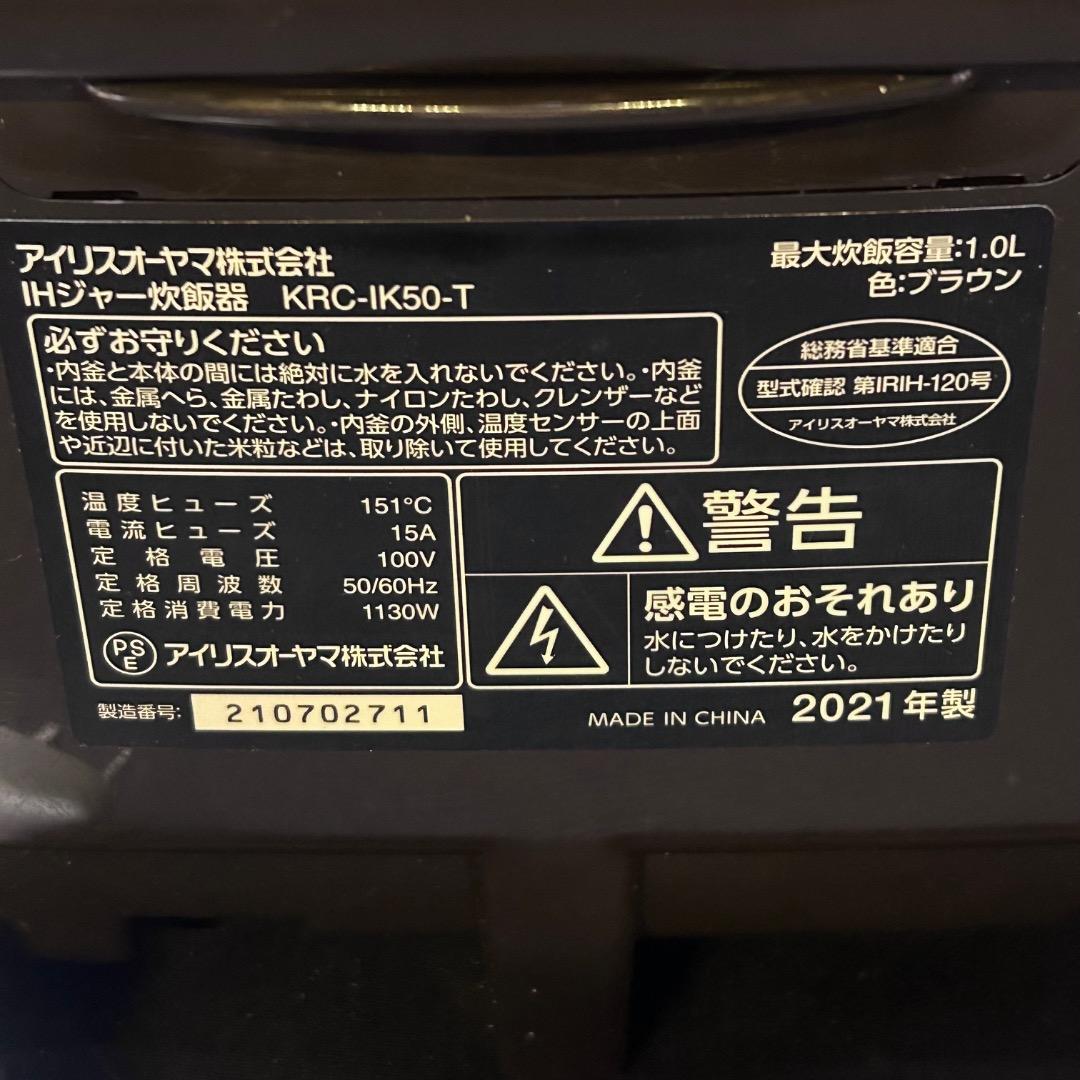 アイリスオーヤマ株式会社
IHジャー炊飯器 KRC-IK50-T
最大炊飯容量:1.0L
色:ブラウン
必ずお守りください
・内釜と本体の間には絶対に水を入れないでください。・内釜
には、金属へら、金属たわし、ナイロンたわし、クレンザーなど
を使用しないでください。・内釜の外側、温度センサーの上面
や近辺に付いた米粒などは、取り除いて使用してください。
総務省基準適合
型式確認 第IRIH-120号
アイリスオーヤマ株式会社
温度ヒューズ 151℃
電流ヒューズ 15A
定格電圧 100V
定格周波数 50/60Hz
定格消費電力 1130W
PSE アイリスオーヤマ株式会社
警告
感電のおそれあり
水につけたり、水をかけたり
しないでください。
製造番号: 210702711
MADE IN CHINA 2021年製